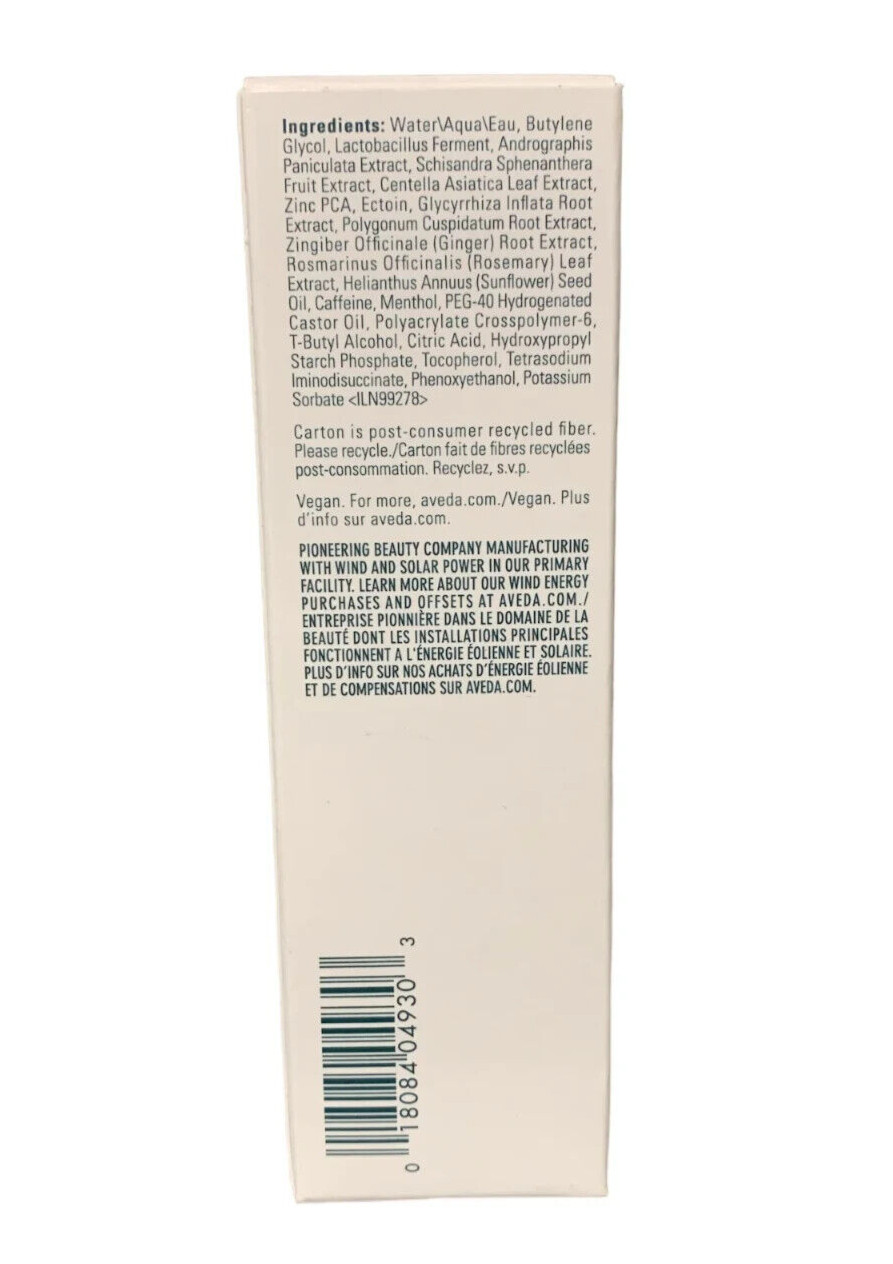 Ingredients: Water\Aqua\Eau, Butylene
Glycol, Lactobacillus Ferment, Andrographis
Paniculata Extract, Schisandra Sphenanthera
Fruit Extract, Centella Asiatica Leaf Extract,
Zinc PCA, Ectoin, Glycyrrhiza Inflata Root
Extract, Polygonum Cuspidatum Root Extract,
Zingiber Officinale (Ginger) Root Extract,
Rosmarinus Officinalis (Rosemary) Leaf
Extract, Helianthus Annuus (Sunflower) Seed
Oil, Caffeine, Menthol, PEG-40 Hydrogenated
Castor Oil, Polyacrylate Crosspolymer-6,
T-Butyl Alcohol, Citric Acid, Hydroxypropyl
Starch Phosphate, Tocopherol, Tetrasodium
Iminodisuccinate, Phenoxyethanol, Potassium
Sorbate <ILN99278>
Carton is post-consumer recycled fiber.
Please recycle./Carton fait de fibres recyclées
post-consommation. Recyclez, s.v.p.
Vegan. For more, aveda.com./Vegan. Plus
d'info sur aveda.com.
PIONEERING BEAUTY COMPANY MANUFACTURING
WITH WIND AND SOLAR POWER IN OUR PRIMARY
FACILITY. LEARN MORE ABOUT OUR WIND ENERGY
PURCHASES AND OFFSETS AT AVEDA.COM./
ENTREPRISE PIONNIÈRE DANS LE DOMAINE DE LA
BEAUTÉ DONT LES INSTALLATIONS PRINCIPALES
FONCTIONNENT A L'ÉNERGIE ÉOLIENNE ET SOLAIRE.
PLUS D'INFO SUR NOS ACHATS D'ÉNERGIE ÉOLIENNE
ET DE COMPENSATIONS SUR AVEDA.COM.
0 18084 04930 3